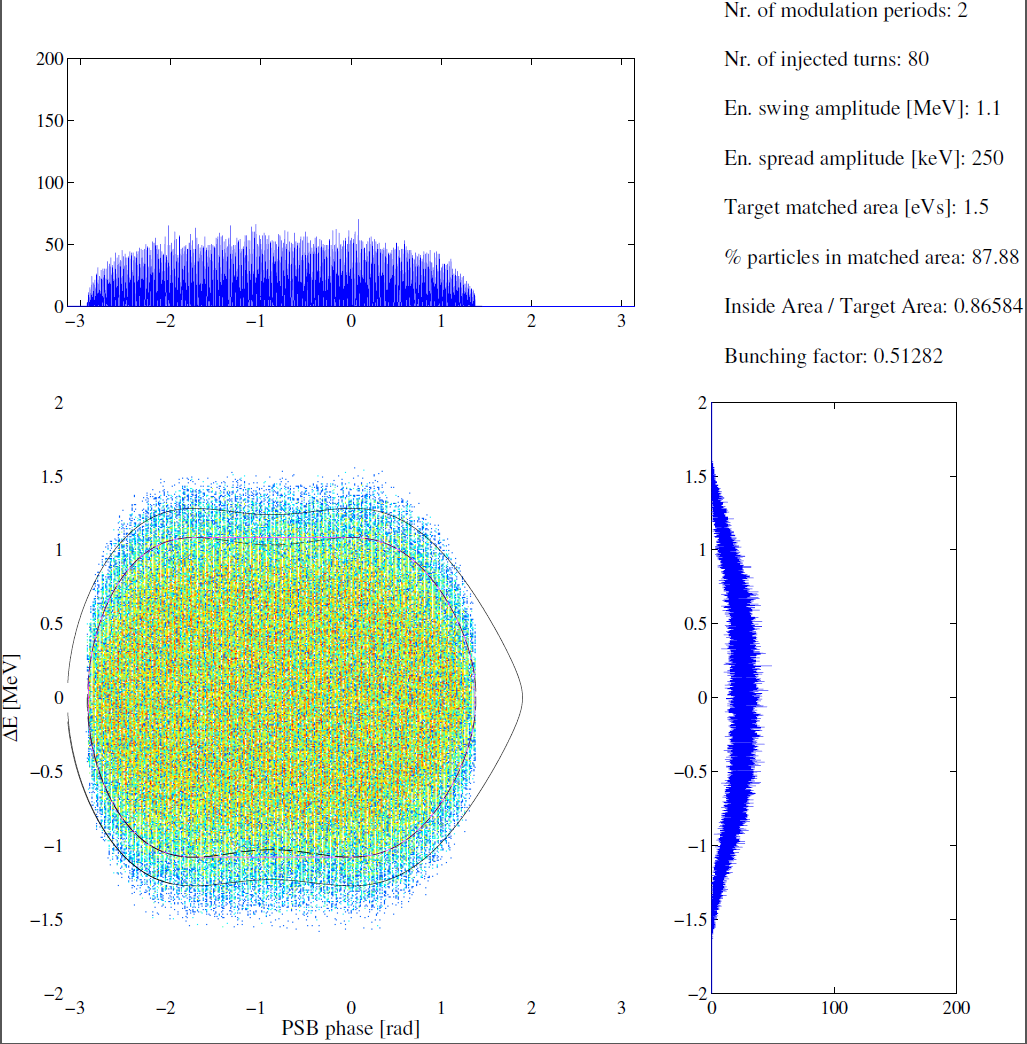 Nr. of modulation periods: 2
Nr. of injected turns: 80
En. swing amplitude [MeV]: 1.1
En. spread amplitude [keV]: 250
Target matched area [eVs]: 1.5
% particles in matched area: 87.88
Inside Area / Target Area: 0.86584
Bunching factor: 0.51282
200
150
100
50
0
−3 −2 −1 0 1 2 3
2
1.5
1
0.5
0
−0.5
−1
−1.5
−2
ΔE [MeV]
−3 −2 −1 0 1 2 3
PSB phase [rad]
2
1.5
1
0.5
0
−0.5
−1
−1.5
−2
0 100 200